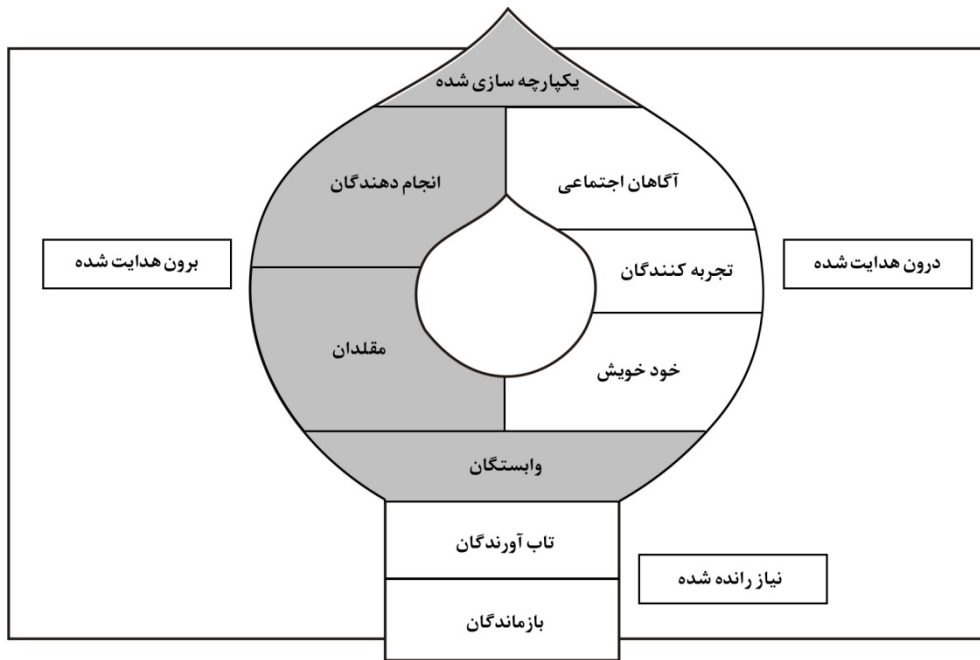 یکپارچه سازی شده
آگاهان اجتماعی
انجام دهندگان
درون هدایت شده
تجربه کنندگان
برون هدایت شده
خود خویش
مقلدان
وابستگان
تاب آورندگان
نیاز رانده شده
بازماندگان